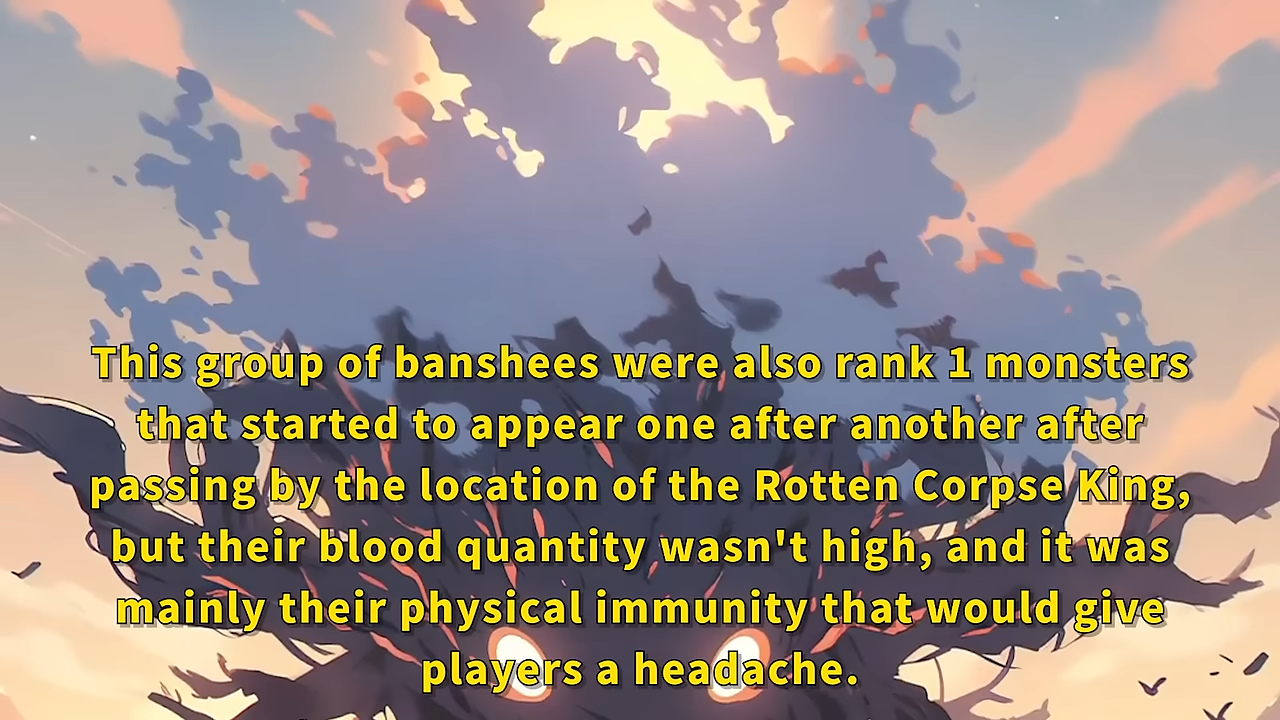 This group of banshees were also rank 1 monsters
that started to appear one after another after
passing by the location of the Rotten Corpse King,
but their blood quantity wasn't high, and it was
mainly their physical immunity that would give
players a headache.